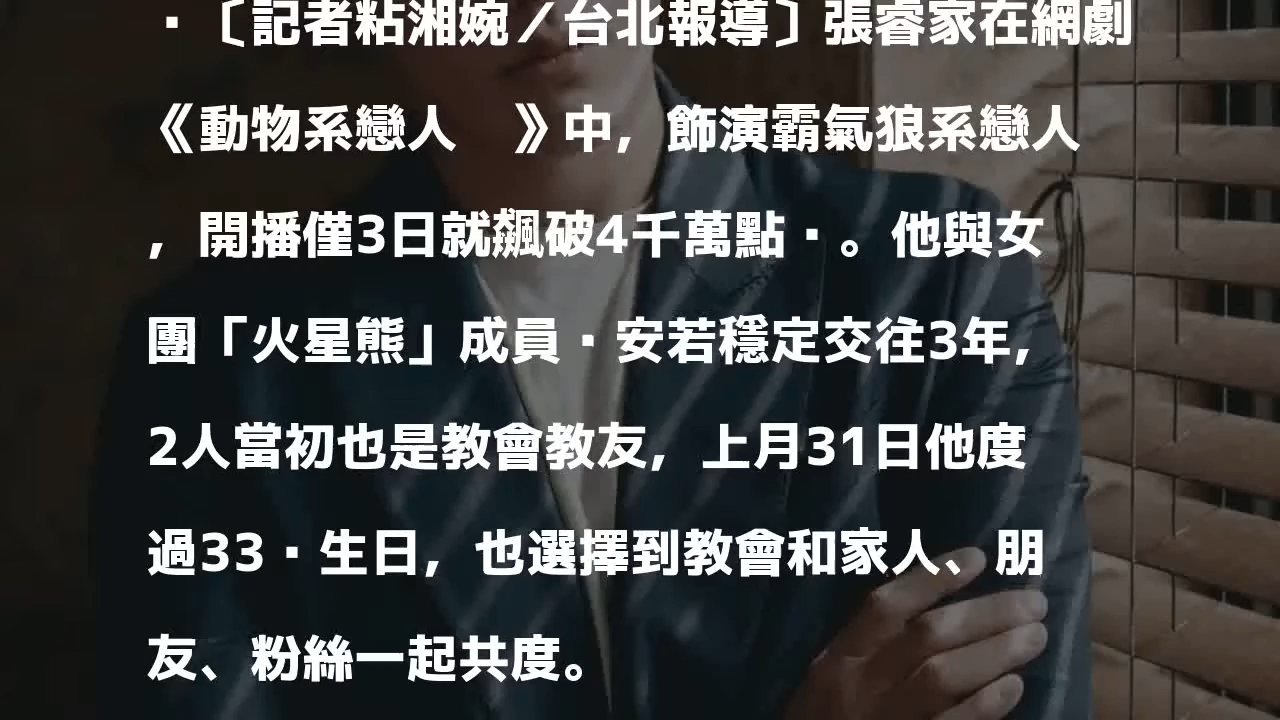 ·〔記者粘湘婉／台北報導〕張睿家在網劇
《動物系戀人　》中，飾演霸氣狼系戀人
，開播僅3日就飆破4千萬點·。他與女
團「火星熊」成員·安若穩定交往3年，
2人當初也是教會教友，上月31日他度
過33·生日，也選擇到教會和家人、朋
友、粉絲一起共度。